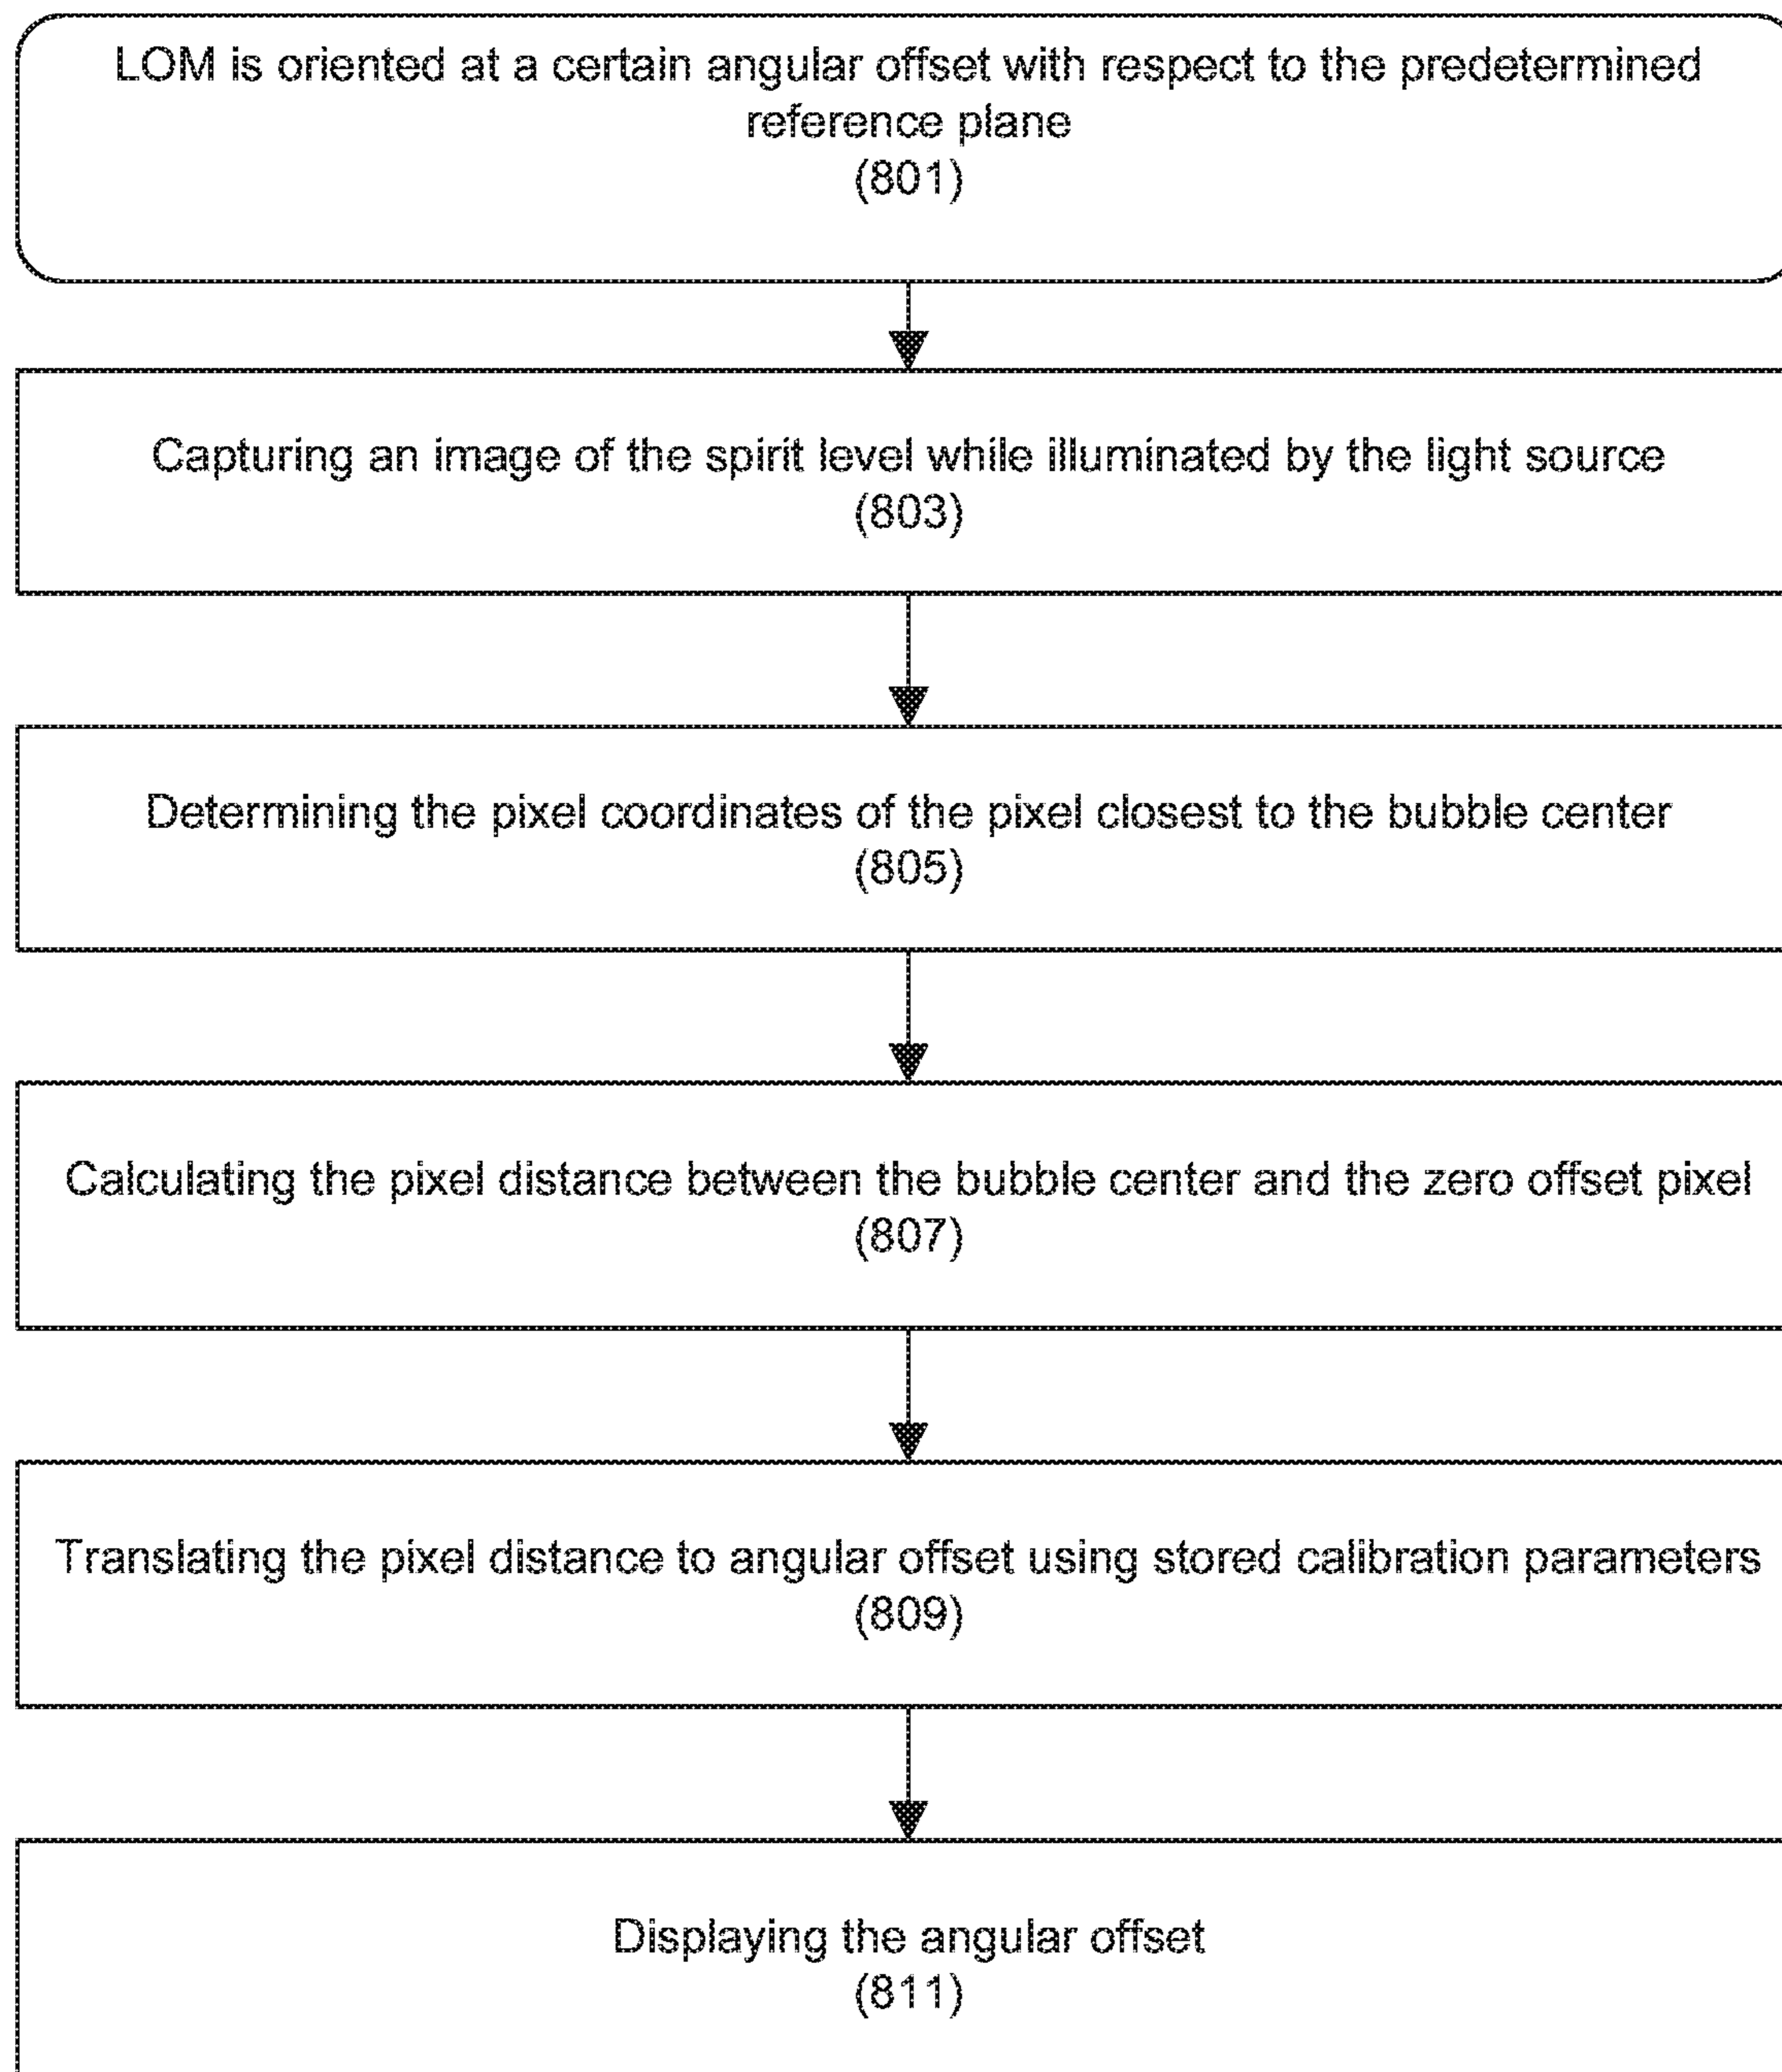 LOM is oriented at a certain angular offset with respect to the predetermined
reference plane
(801)
Capturing an image of the spirit level while illuminated by the light source
(803)
Determining the pixel coordinates of the pixel closest to the bubble center
(805)
Calculating the pixel distance between the bubble center and the zero offset pixel
(807)
Translating the pixel distance to angular offset using stored calibration parameters
(809)
Displaying the angular offset
(811)